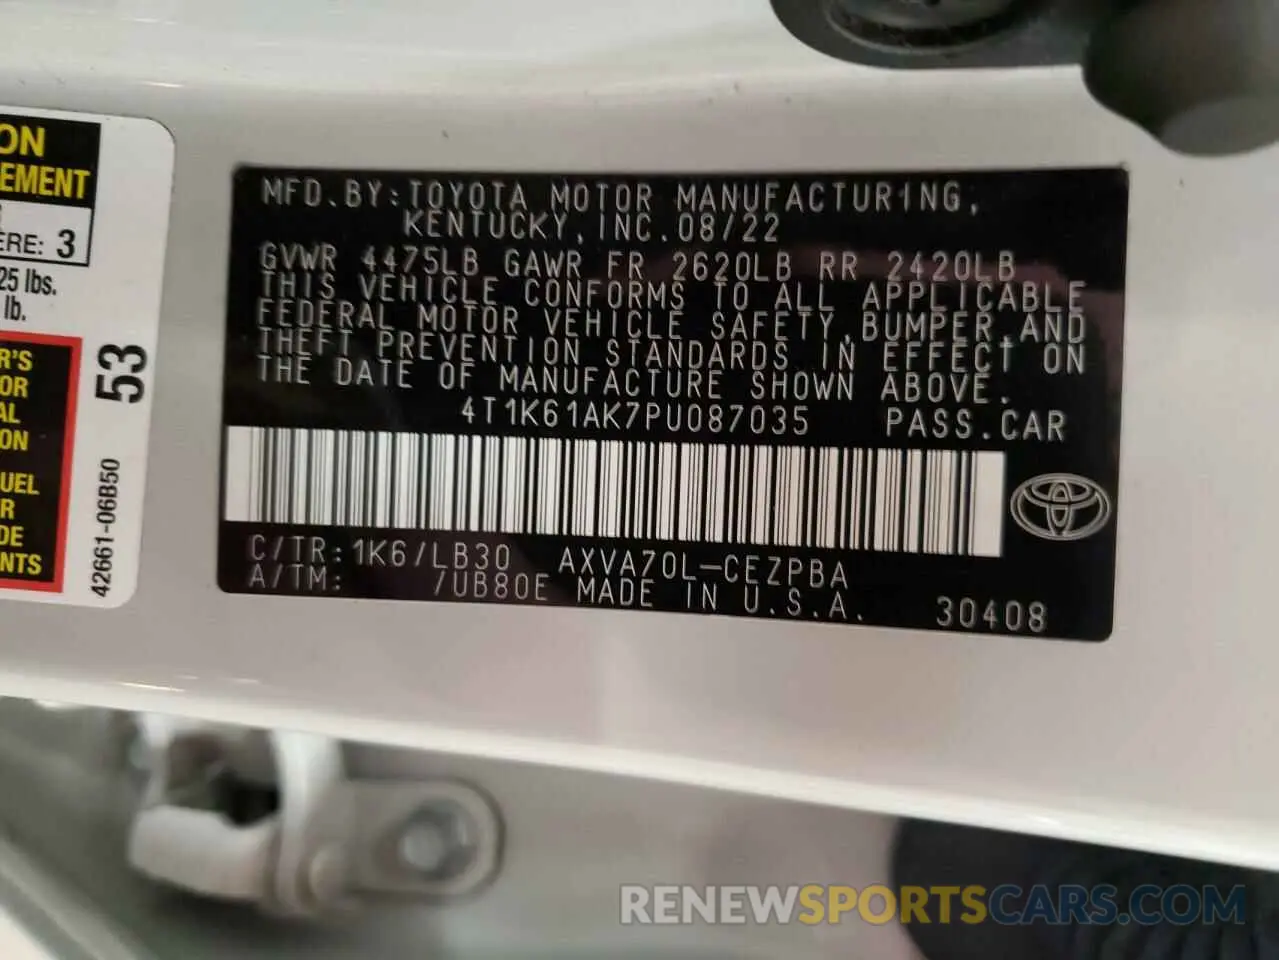 ON
EMENT
ERE: 3
25 lbs.
lb.
R'S
OR
AL
ON
UEL
R
DE
NTS
53
42661-06B50
MFD.BY:TOYOTA MOTOR MANUFACTUR1NG,
KENTUCKY,INC.08/22
GVWR 4475LB GAWR FR 2620LB RR 2420LB
THIS VEHICLE CONFORMS TO ALL APPLICABLE
FEDERAL MOTOR VEHICLE SAFETY,BUMPER,AND
THEFT PREVENTION STANDARDS IN EFFECT ON
THE DATE OF MANUFACTURE SHOWN ABOVE.
4T1K61AK7PU087035 PASS.CAR
C/TR:1K6/LB30 AXVA70L-CEZPBA
A/TM: /UB80E MADE IN U.S.A. 30408
RENEWSPORTSCARS.COM